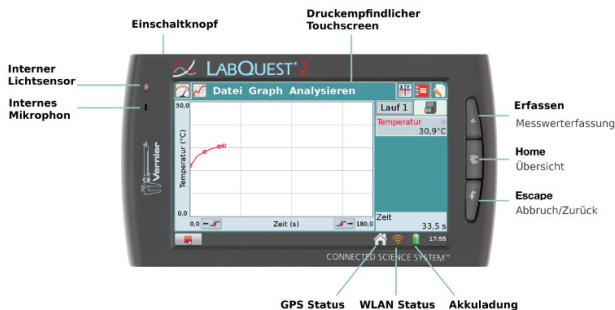 Druckempfindlicher
Touchscreen
Einschaltknopf
Interner
Lichtsensor
Internes
Mikrophon
LABQUEST® 2
Datei Graph Analysieren
Lauf 1
Temperatur
30,9°C
50,0
Temperatur (°C)
0,0
0,0
Zeit (s)
180,0
Zeit
33,5 s
17:55
Vernier
CONNECTED SCIENCE SYSTEM™
Erfassen
Messwerterfassung
Home
Übersicht
Escape
Abbruch/Zurück
GPS Status WLAN Status Akkuladung